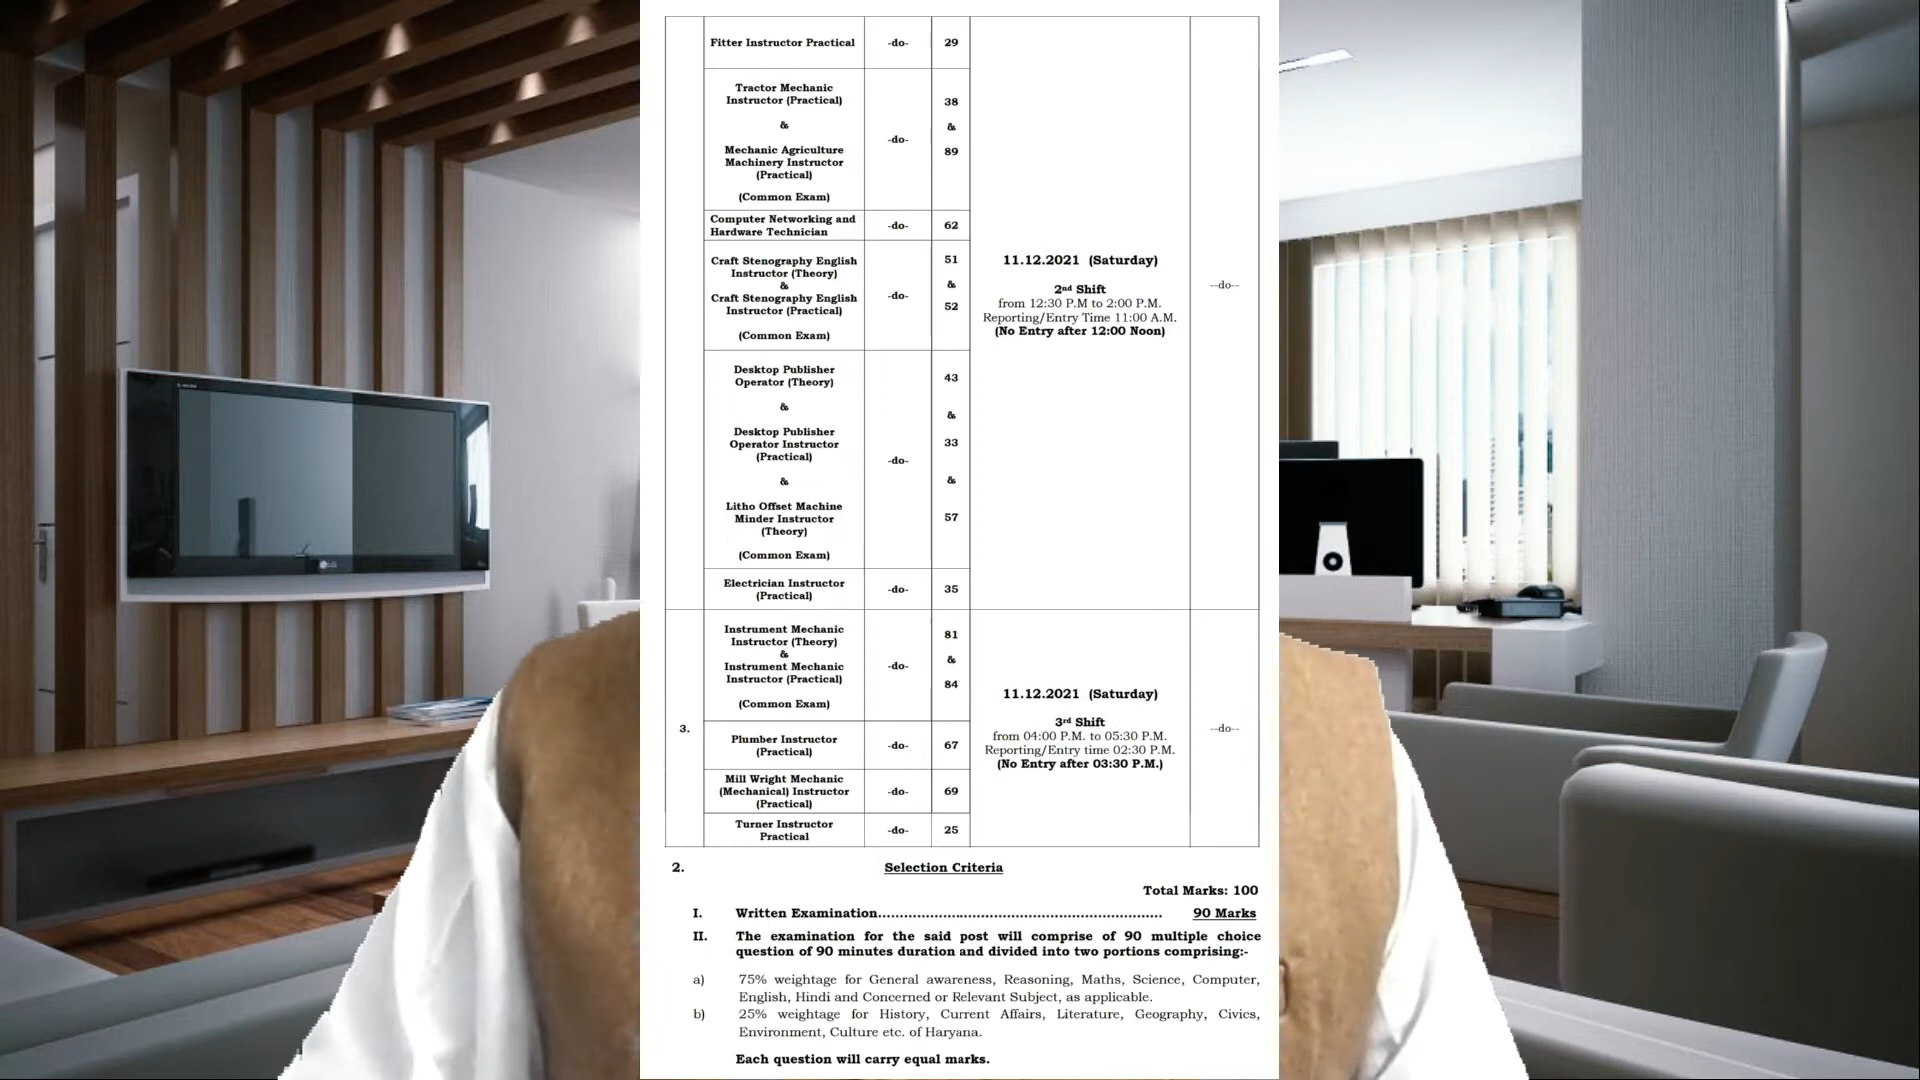 Fitter Instructor Practical -do- 29
Tractor Mechanic
Instructor (Practical)
&
Mechanic Agriculture
Machinery Instructor
(Practical)
(Common Exam)
-do-
38
&
89
Computer Networking and
Hardware Technician
-do- 62
Craft Stenography English
Instructor (Theory)
&
Craft Stenography English
Instructor (Practical)
(Common Exam)
-do-
51
&
52
Desktop Publisher
Operator (Theory)
&
Desktop Publisher
Operator Instructor
(Practical)
&
Litho Offset Machine
Minder Instructor
(Theory)
(Common Exam)
-do-
43
&
33
&
57
Electrician Instructor
(Practical)
-do- 35
11.12.2021 (Saturday)
2nd Shift
from 12:30 P.M to 2:00 P.M.
Reporting/Entry Time 11:00 A.M.
(No Entry after 12:00 Noon)
--do--
3.
Instrument Mechanic
Instructor (Theory)
&
Instrument Mechanic
Instructor (Practical)
(Common Exam)
-do-
81
&
84
Plumber Instructor
(Practical)
-do- 67
Mill Wright Mechanic
(Mechanical) Instructor
(Practical)
-do- 69
Turner Instructor
Practical
-do- 25
11.12.2021 (Saturday)
3rd Shift
from 04:00 P.M. to 05:30 P.M.
Reporting/Entry time 02:30 P.M.
(No Entry after 03:30 P.M.)
--do--
2. Selection Criteria
Total Marks: 100
I. Written Examination................................................................. 90 Marks
II. The examination for the said post will comprise of 90 multiple choice
question of 90 minutes duration and divided into two portions comprising:-
a) 75% weightage for General awareness, Reasoning, Maths, Science, Computer,
English, Hindi and Concerned or Relevant Subject, as applicable.
b) 25% weightage for History, Current Affairs, Literature, Geography, Civics,
Environment, Culture etc. of Haryana.
Each question will carry equal marks.
LG